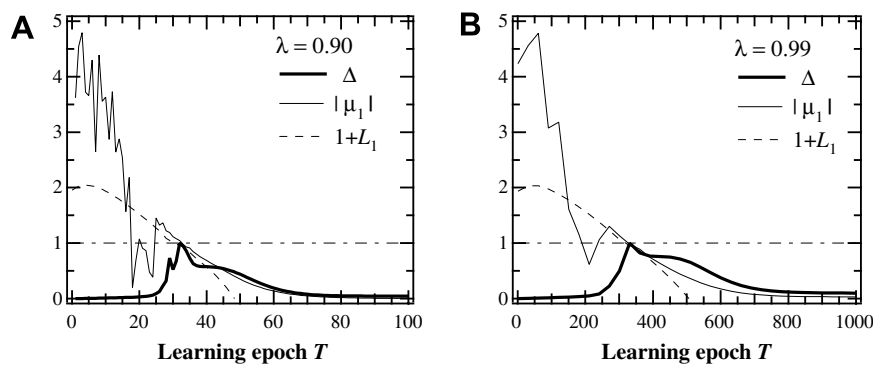 A
λ = 0.90
Δ
| μ₁ |
1+L₁
5
4
3
2
1
0
0 20 40 60 80 100
Learning epoch T
B
λ = 0.99
Δ
| μ₁ |
1+L₁
5
4
3
2
1
0
0 200 400 600 800 1000
Learning epoch T